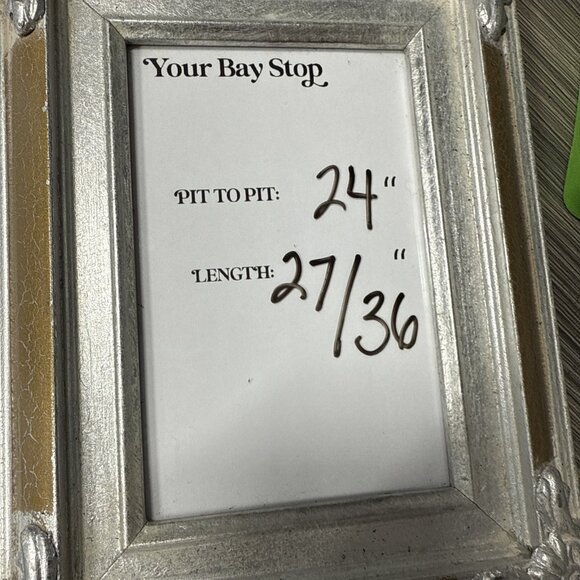 Your Bay Stop
PIT TO PIT: 24"
LENGTH: 27/36"